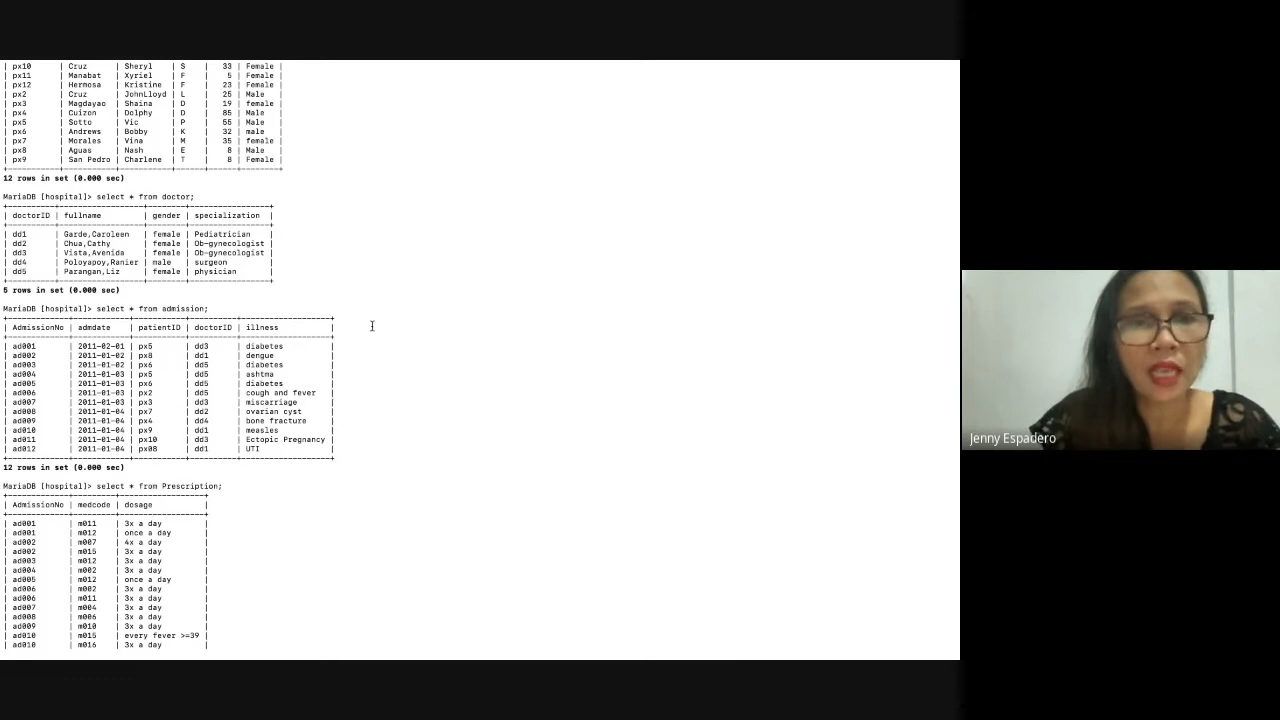 | px10      | Cruz      | Sheryl    | S    |    33 | Female |
| px11      | Manabat   | Xyriel    | F    |     5 | Female |
| px12      | Hermosa   | Kristine  | F    |    23 | Female |
| px2       | Cruz      | JohnLloyd | L    |    25 | Male   |
| px3       | Magdayao  | Shaina    | D    |    19 | female |
| px4       | Cuizon    | Dolphy    | D    |    85 | Male   |
| px5       | Sotto     | Vic       | P    |    55 | Male   |
| px6       | Andrews   | Bobby     | K    |    32 | male   |
| px7       | Morales   | Vina      | M    |    35 | female |
| px8       | Aguas     | Nash      | E    |     8 | Male   |
| px9       | San Pedro | Charlene  | T    |     8 | Female |
12 rows in set (0.000 sec)
MariaDB [hospital]> select * from doctor;
| doctorID | fullname | gender | specialization |
| dd1 | Garde,Caroleen | female | Pediatrician |
| dd2 | Chua,Cathy | female | Ob-gynecologist |
| dd3 | Vista,Avenida | female | Ob-gynecologist |
| dd4 | Poloyapoy,Ranier | male | surgeon |
| dd5 | Parangan,Liz | female | physician |
5 rows in set (0.000 sec)
MariaDB [hospital]> select * from admission;
| AdmissionNo | admdate | patientID | doctorID | illness |
| ad001 | 2011-02-01 | px5 | dd3 | diabetes |
| ad002 | 2011-01-02 | px8 | dd1 | dengue |
| ad003 | 2011-01-02 | px6 | dd5 | diabetes |
| ad004 | 2011-01-03 | px5 | dd5 | ashtma |
| ad005 | 2011-01-03 | px6 | dd5 | diabetes |
| ad006 | 2011-01-03 | px2 | dd5 | cough and fever |
| ad007 | 2011-01-03 | px3 | dd3 | miscarriage |
| ad008 | 2011-01-04 | px7 | dd2 | ovarian cyst |
| ad009 | 2011-01-04 | px4 | dd4 | bone fracture |
| ad010 | 2011-01-04 | px9 | dd1 | measles |
| ad011 | 2011-01-04 | px10 | dd3 | Ectopic Pregnancy |
| ad012 | 2011-01-04 | px08 | dd1 | UTI |
12 rows in set (0.000 sec)
MariaDB [hospital]> select * from Prescription;
| AdmissionNo | medcode | dosage |
| ad001 | m011 | 3x a day |
| ad001 | m012 | once a day |
| ad002 | m007 | 4x a day |
| ad002 | m015 | 3x a day |
| ad003 | m012 | 3x a day |
| ad004 | m002 | 3x a day |
| ad005 | m012 | once a day |
| ad006 | m002 | 3x a day |
| ad006 | m011 | 3x a day |
| ad007 | m004 | 3x a day |
| ad008 | m006 | 3x a day |
| ad009 | m010 | 3x a day |
| ad010 | m015 | every fever >=39 |
| ad010 | m016 | 3x a day |
Jenny Espadero